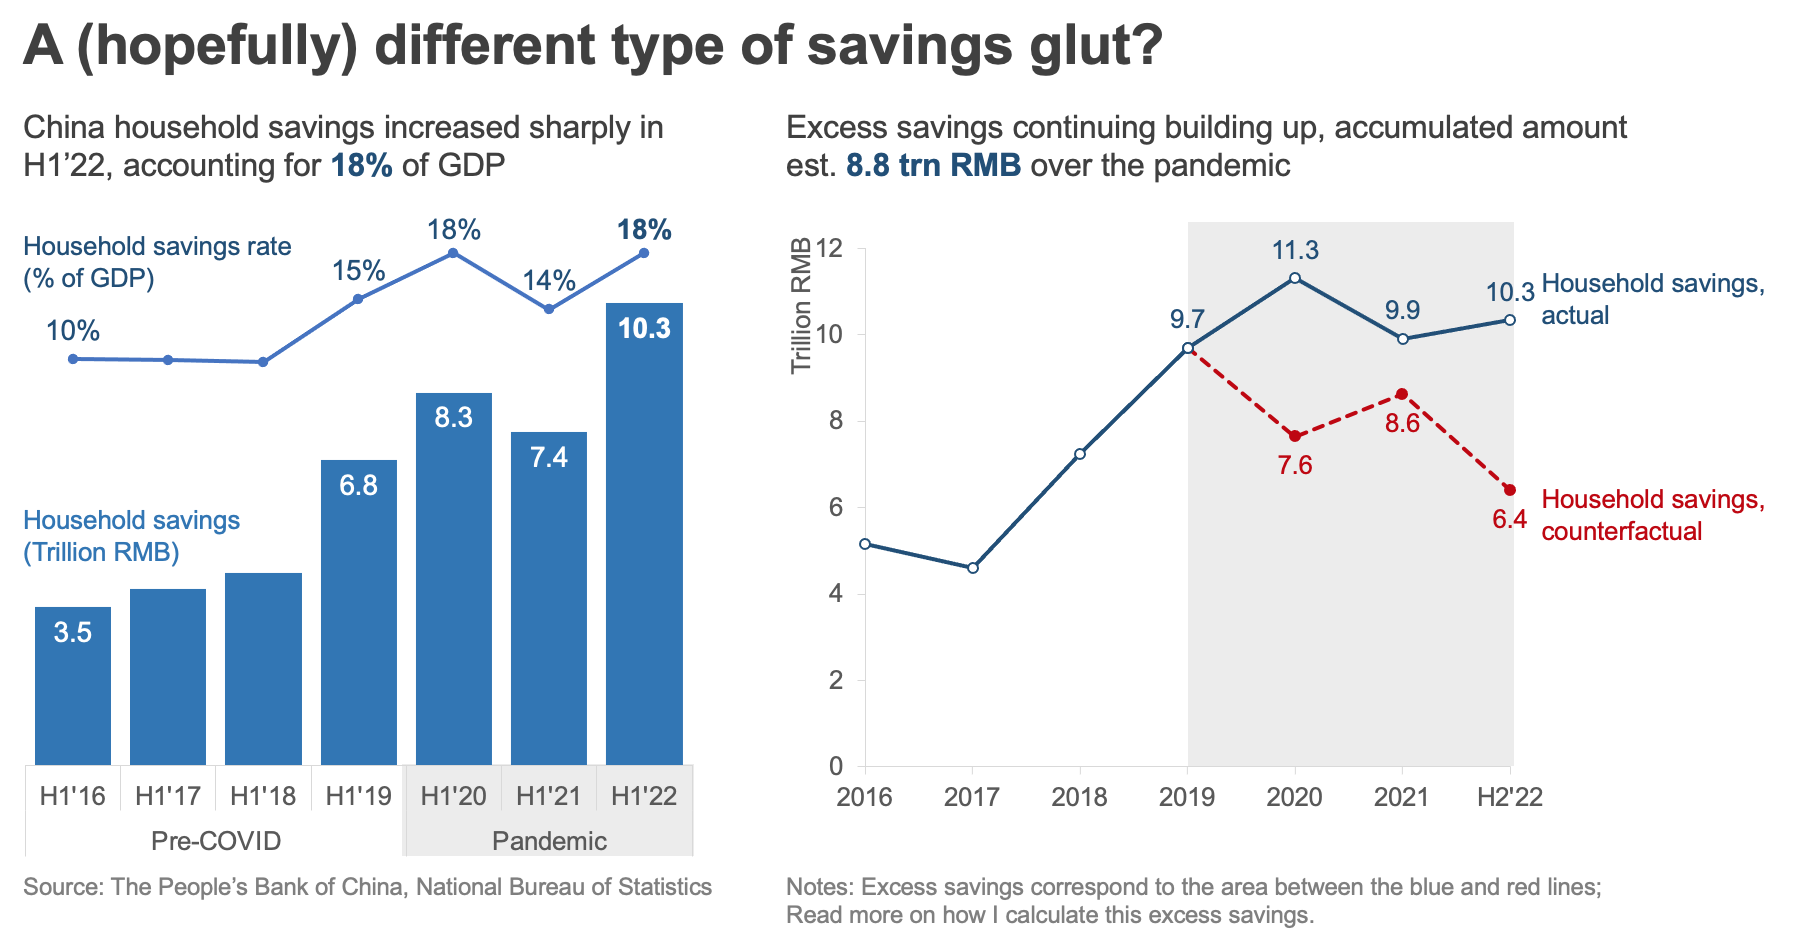 A (hopefully) different type of savings glut?
China household savings increased sharply in
H1’22, accounting for 18% of GDP
Household savings rate
(% of GDP)
10%
15%
18%
14%
18%
Household savings
(Trillion RMB)
3.5
6.8
8.3
7.4
10.3
H1'16
H1'17
H1'18
H1'19
H1'20
H1'21
H1'22
Pre-COVID
Pandemic
Source: The People’s Bank of China, National Bureau of Statistics
Excess savings continuing building up, accumulated amount
est. 8.8 trn RMB over the pandemic
Trillion RMB
12
10
8
6
4
2
0
9.7
11.3
9.9
10.3
Household savings,
actual
7.6
8.6
6.4
Household savings,
counterfactual
2016
2017
2018
2019
2020
2021
H2'22
Notes: Excess savings correspond to the area between the blue and red lines;
Read more on how I calculate this excess savings.